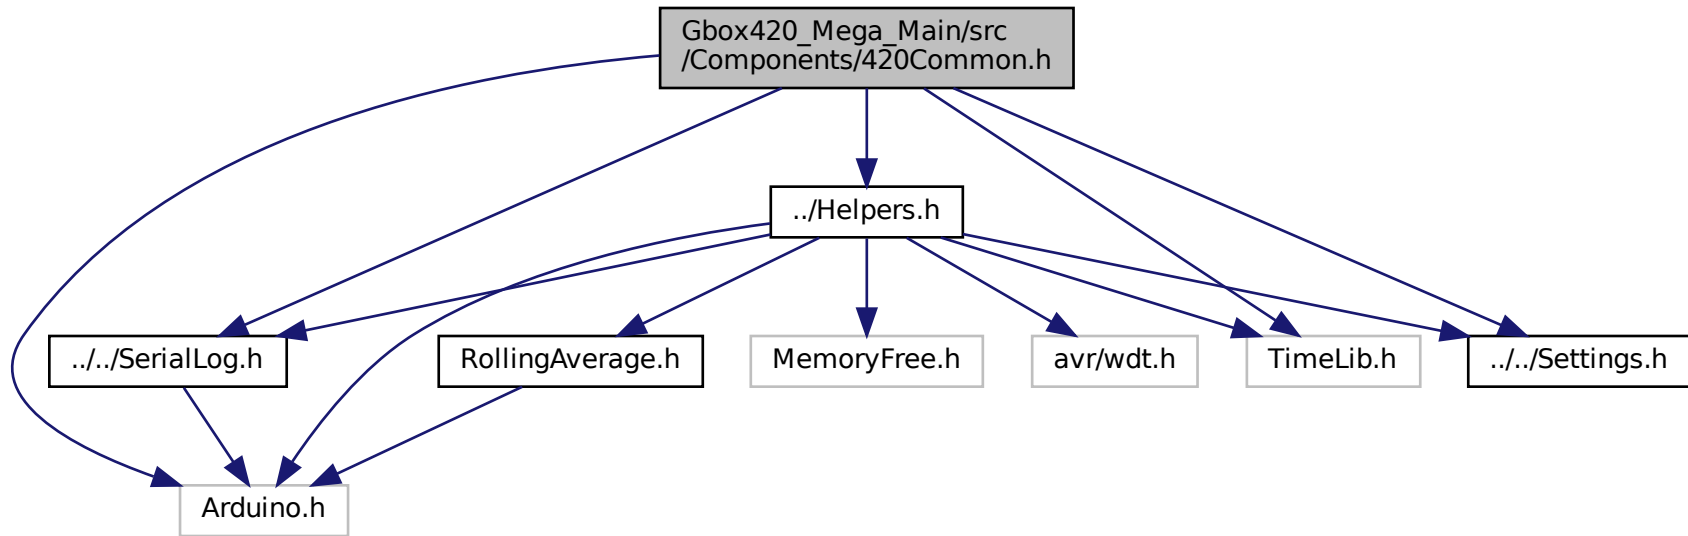 Gbox420_Mega_Main/src
/Components/420Common.h
../Helpers.h
../../SerialLog.h
RollingAverage.h
MemoryFree.h
avr/wdt.h
TimeLib.h
../../Settings.h
Arduino.h